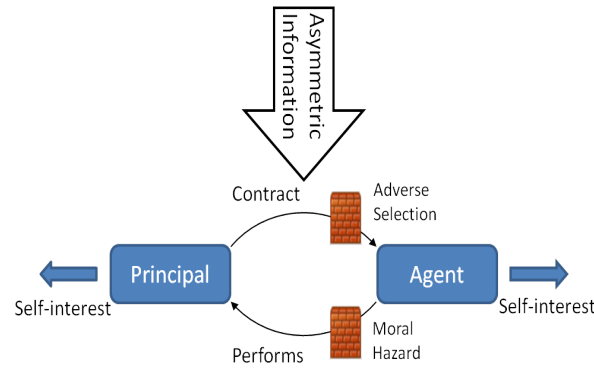 Asymmetric
Information
Contract
Adverse
Selection
Principal
Agent
Self-interest
Self-interest
Moral
Hazard
Performs